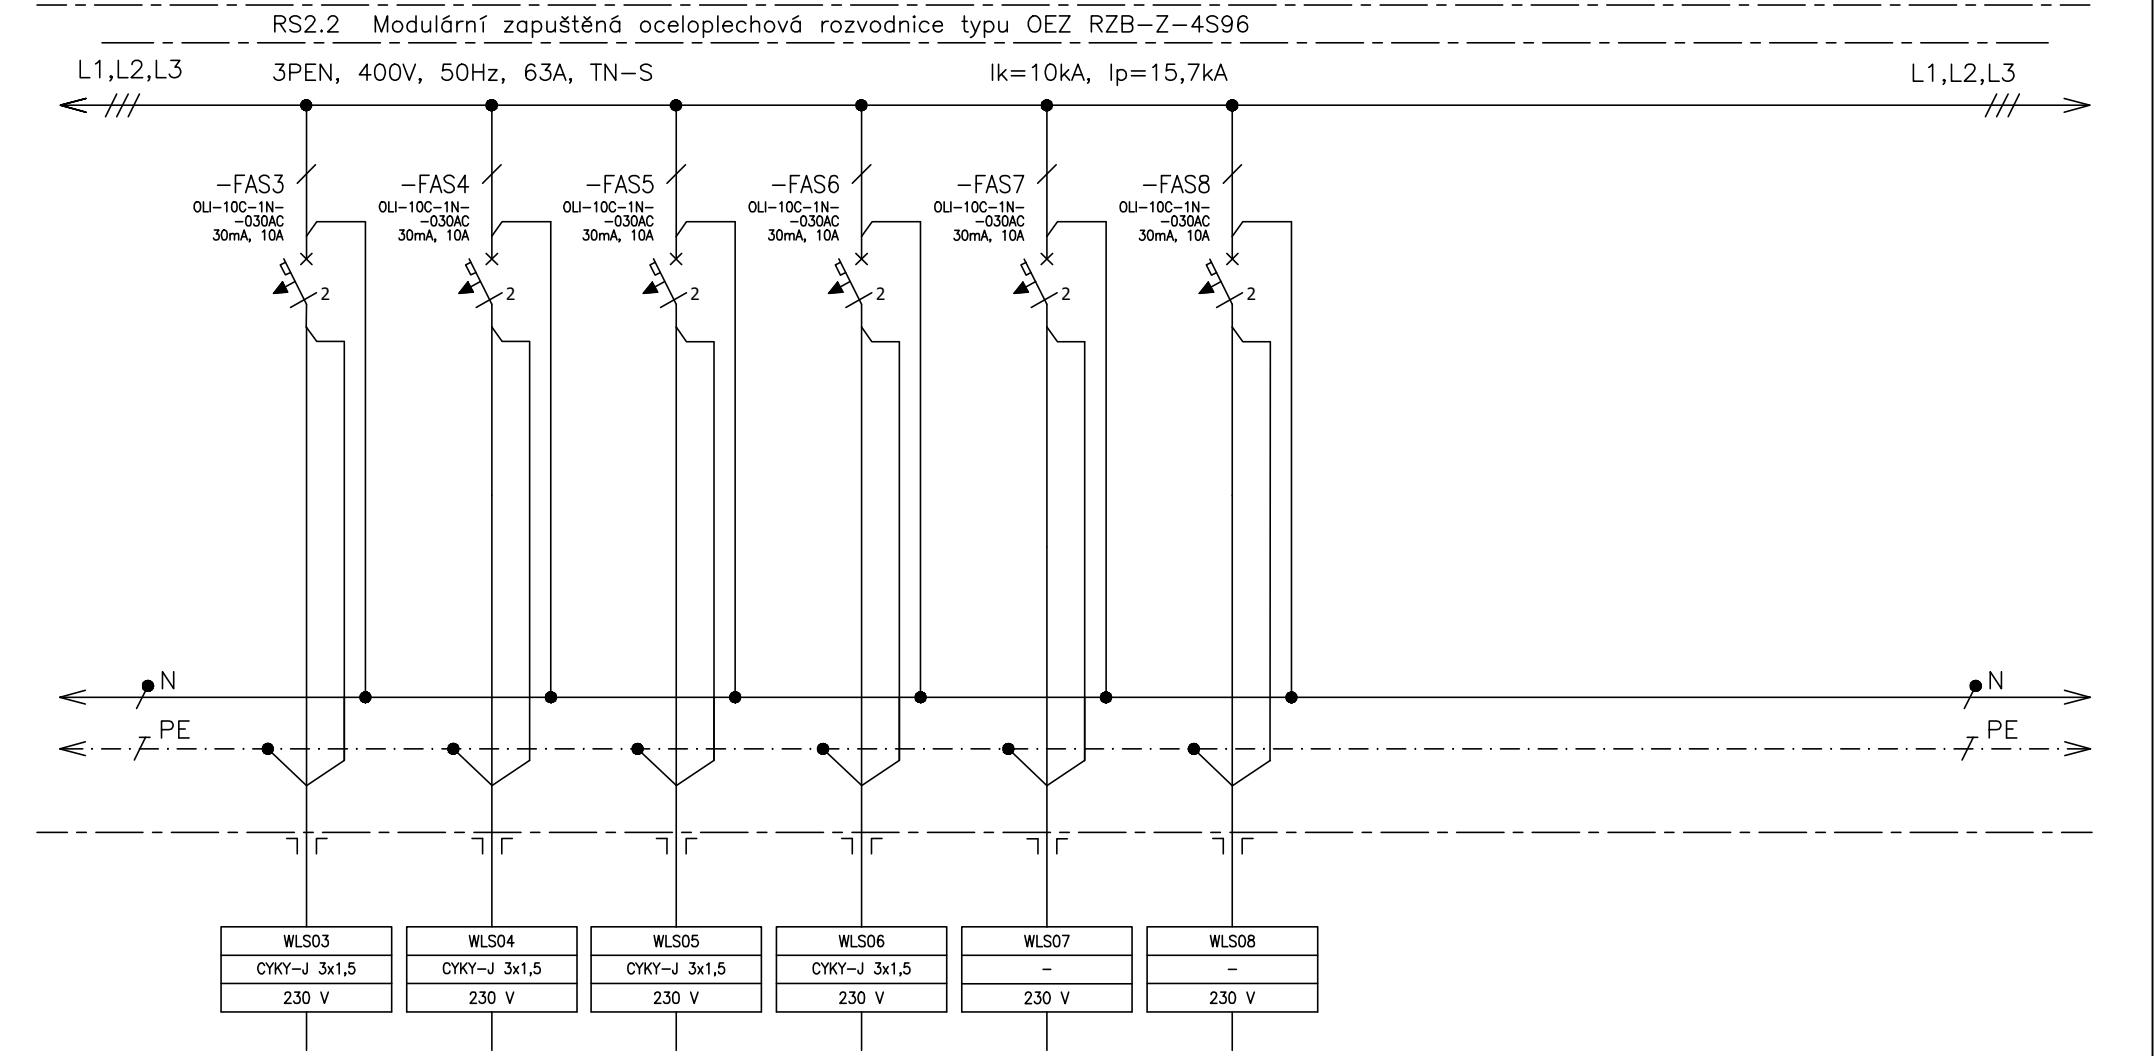 RS2.2 Modulární zapuštěná oceloplechová rozvodnice typu OEZ RZB-Z-4S96
L1,L2,L3 3PEN, 400V, 50Hz, 63A, TN-S Ik=10kA, Ip=15,7kA L1,L2,L3
-FAS3 -FAS4 -FAS5 -FAS6 -FAS7 -FAS8
OLI-10C-1N- OLI-10C-1N- OLI-10C-1N- OLI-10C-1N- OLI-10C-1N- OLI-10C-1N-
-030AC -030AC -030AC -030AC -030AC -030AC
30mA, 10A 30mA, 10A 30mA, 10A 30mA, 10A 30mA, 10A 30mA, 10A
2 2 2 2 2 2
N N
PE PE
WLS03 WLS04 WLS05 WLS06 WLS07 WLS08
CYKY-J 3x1,5 CYKY-J 3x1,5 CYKY-J 3x1,5 CYKY-J 3x1,5 - -
230 V 230 V 230 V 230 V 230 V 230 V